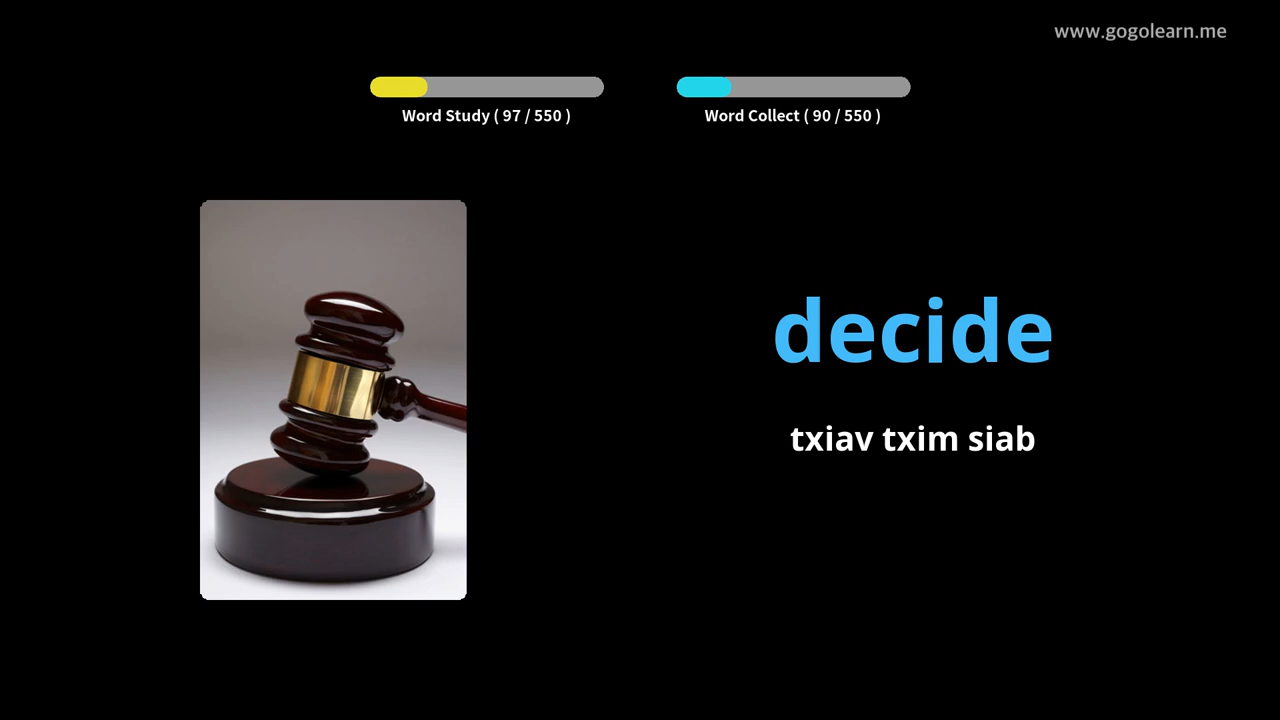 www.gogolearn.me
Word Study ( 97 / 550 )
Word Collect ( 90 / 550 )
decide
txiav txim siab